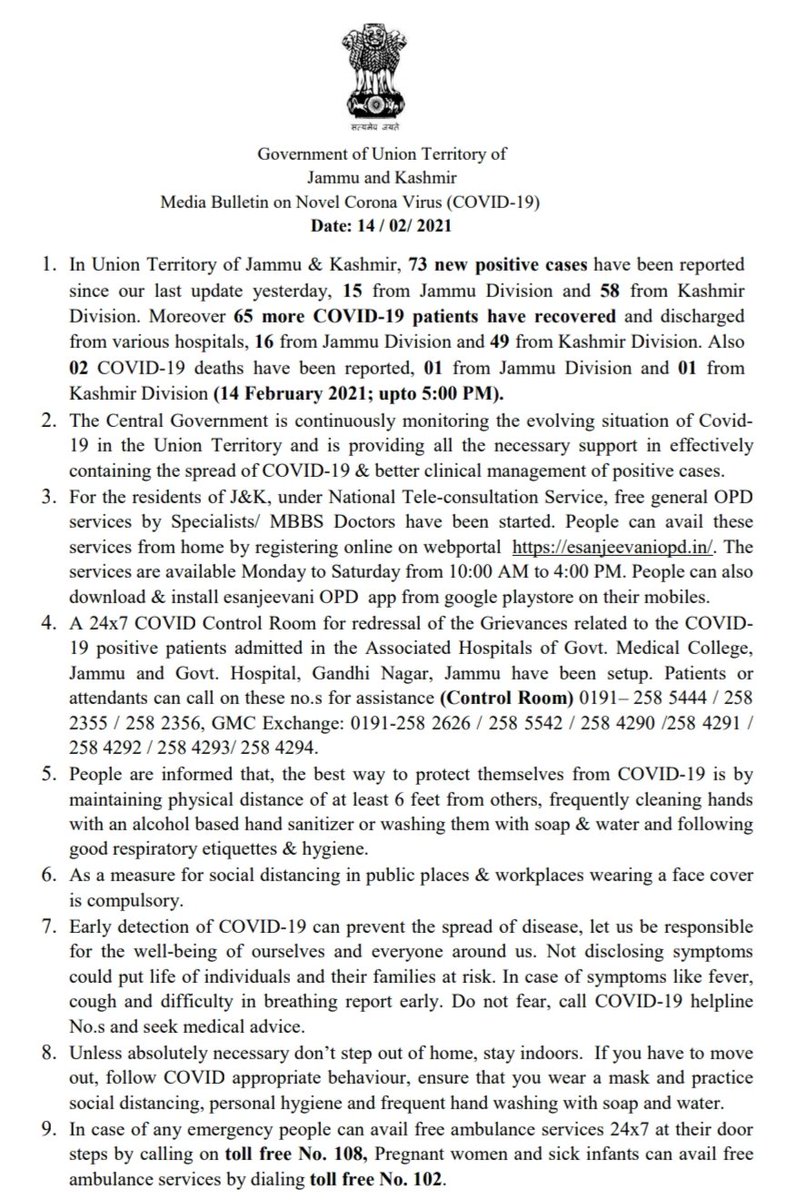 सत्यमेव जयते
Government of Union Territory of
Jammu and Kashmir
Media Bulletin on Novel Corona Virus (COVID-19)
Date: 14 / 02/ 2021
1. In Union Territory of Jammu & Kashmir, 73 new positive cases have been reported
since our last update yesterday, 15 from Jammu Division and 58 from Kashmir
Division. Moreover 65 more COVID-19 patients have recovered and discharged
from various hospitals, 16 from Jammu Division and 49 from Kashmir Division. Also
02 COVID-19 deaths have been reported, 01 from Jammu Division and 01 from
Kashmir Division (14 February 2021; upto 5:00 PM).
2. The Central Government is continuously monitoring the evolving situation of Covid-
19 in the Union Territory and is providing all the necessary support in effectively
containing the spread of COVID-19 & better clinical management of positive cases.
3. For the residents of J&K, under National Tele-consultation Service, free general OPD
services by Specialists/ MBBS Doctors have been started. People can avail these
services from home by registering online on webportal https://esanjeevaniopd.in/. The
services are available Monday to Saturday from 10:00 AM to 4:00 PM. People can also
download & install esanjeevani OPD app from google playstore on their mobiles.
4. A 24x7 COVID Control Room for redressal of the Grievances related to the COVID-
19 positive patients admitted in the Associated Hospitals of Govt. Medical College,
Jammu and Govt. Hospital, Gandhi Nagar, Jammu have been setup. Patients or
attendants can call on these no.s for assistance (Control Room) 0191– 258 5444 / 258
2355 / 258 2356, GMC Exchange: 0191-258 2626 / 258 5542 / 258 4290 /258 4291 /
258 4292 / 258 4293/ 258 4294.
5. People are informed that, the best way to protect themselves from COVID-19 is by
maintaining physical distance of at least 6 feet from others, frequently cleaning hands
with an alcohol based hand sanitizer or washing them with soap & water and following
good respiratory etiquettes & hygiene.
6. As a measure for social distancing in public places & workplaces wearing a face cover
is compulsory.
7. Early detection of COVID-19 can prevent the spread of disease, let us be responsible
for the well-being of ourselves and everyone around us. Not disclosing symptoms
could put life of individuals and their families at risk. In case of symptoms like fever,
cough and difficulty in breathing report early. Do not fear, call COVID-19 helpline
No.s and seek medical advice.
8. Unless absolutely necessary don’t step out of home, stay indoors. If you have to move
out, follow COVID appropriate behaviour, ensure that you wear a mask and practice
social distancing, personal hygiene and frequent hand washing with soap and water.
9. In case of any emergency people can avail free ambulance services 24x7 at their door
steps by calling on toll free No. 108, Pregnant women and sick infants can avail free
ambulance services by dialing toll free No. 102.